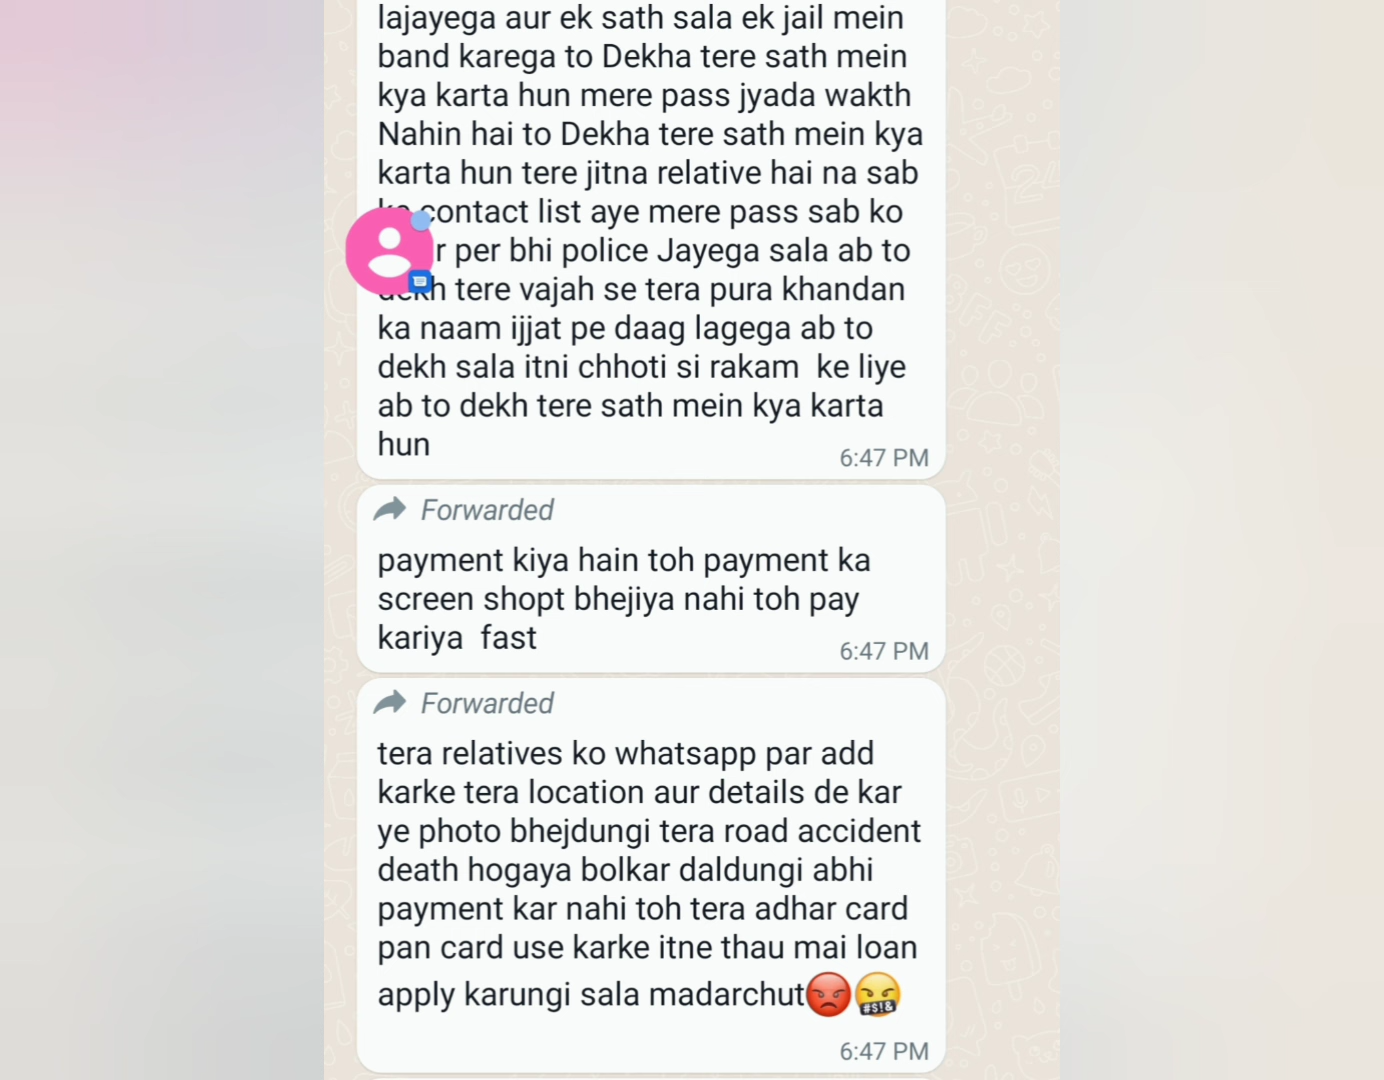 lajayega aur ek sath sala ek jail mein
band karega to Dekha tere sath mein
kya karta hun mere pass jyada wakth
Nahin hai to Dekha tere sath mein kya
karta hun tere jitna relative hai na sab
contact list aye mere pass sab ko
per bhi police Jayega sala ab to
dekh tere vajah se tera pura khandan
ka naam ijjat pe daag lagega ab to
dekh sala itni chhoti si rakam  ke liye
ab to dekh tere sath mein kya karta
hun
6:47 PM
Forwarded
payment kiya hain toh payment ka
screen shopt bhejiya nahi toh pay
kariya  fast
6:47 PM
Forwarded
tera relatives ko whatsapp par add
karke tera location aur details de kar
ye photo bhejdungi tera road accident
death hogaya bolkar daldungi abhi
payment kar nahi toh tera adhar card
pan card use karke itne thau mai loan
apply karungi sala madarchut😡🤬
6:47 PM